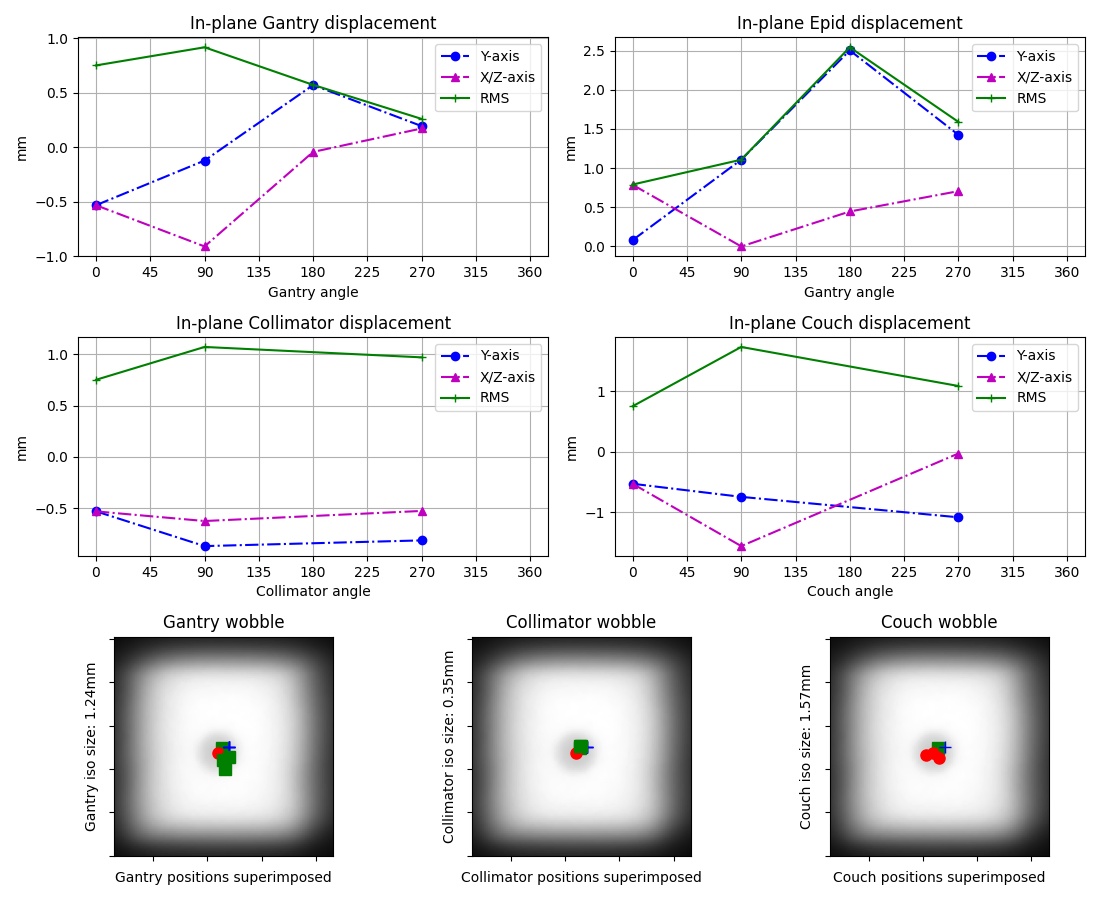 In-plane Gantry displacement
1.0
0.5
0.0
−0.5
−1.0
mm
Y-axis
X/Z-axis
RMS
0 45 90 135 180 225 270 315 360
Gantry angle
In-plane Epid displacement
2.5
2.0
1.5
1.0
0.5
0.0
mm
Y-axis
X/Z-axis
RMS
0 45 90 135 180 225 270 315 360
Gantry angle
In-plane Collimator displacement
1.0
0.5
0.0
−0.5
mm
Y-axis
X/Z-axis
RMS
0 45 90 135 180 225 270 315 360
Collimator angle
In-plane Couch displacement
1
0
−1
mm
Y-axis
X/Z-axis
RMS
0 45 90 135 180 225 270 315 360
Couch angle
Gantry wobble
Gantry iso size: 1.24mm
Gantry positions superimposed
Collimator wobble
Collimator iso size: 0.35mm
Collimator positions superimposed
Couch wobble
Couch iso size: 1.57mm
Couch positions superimposed